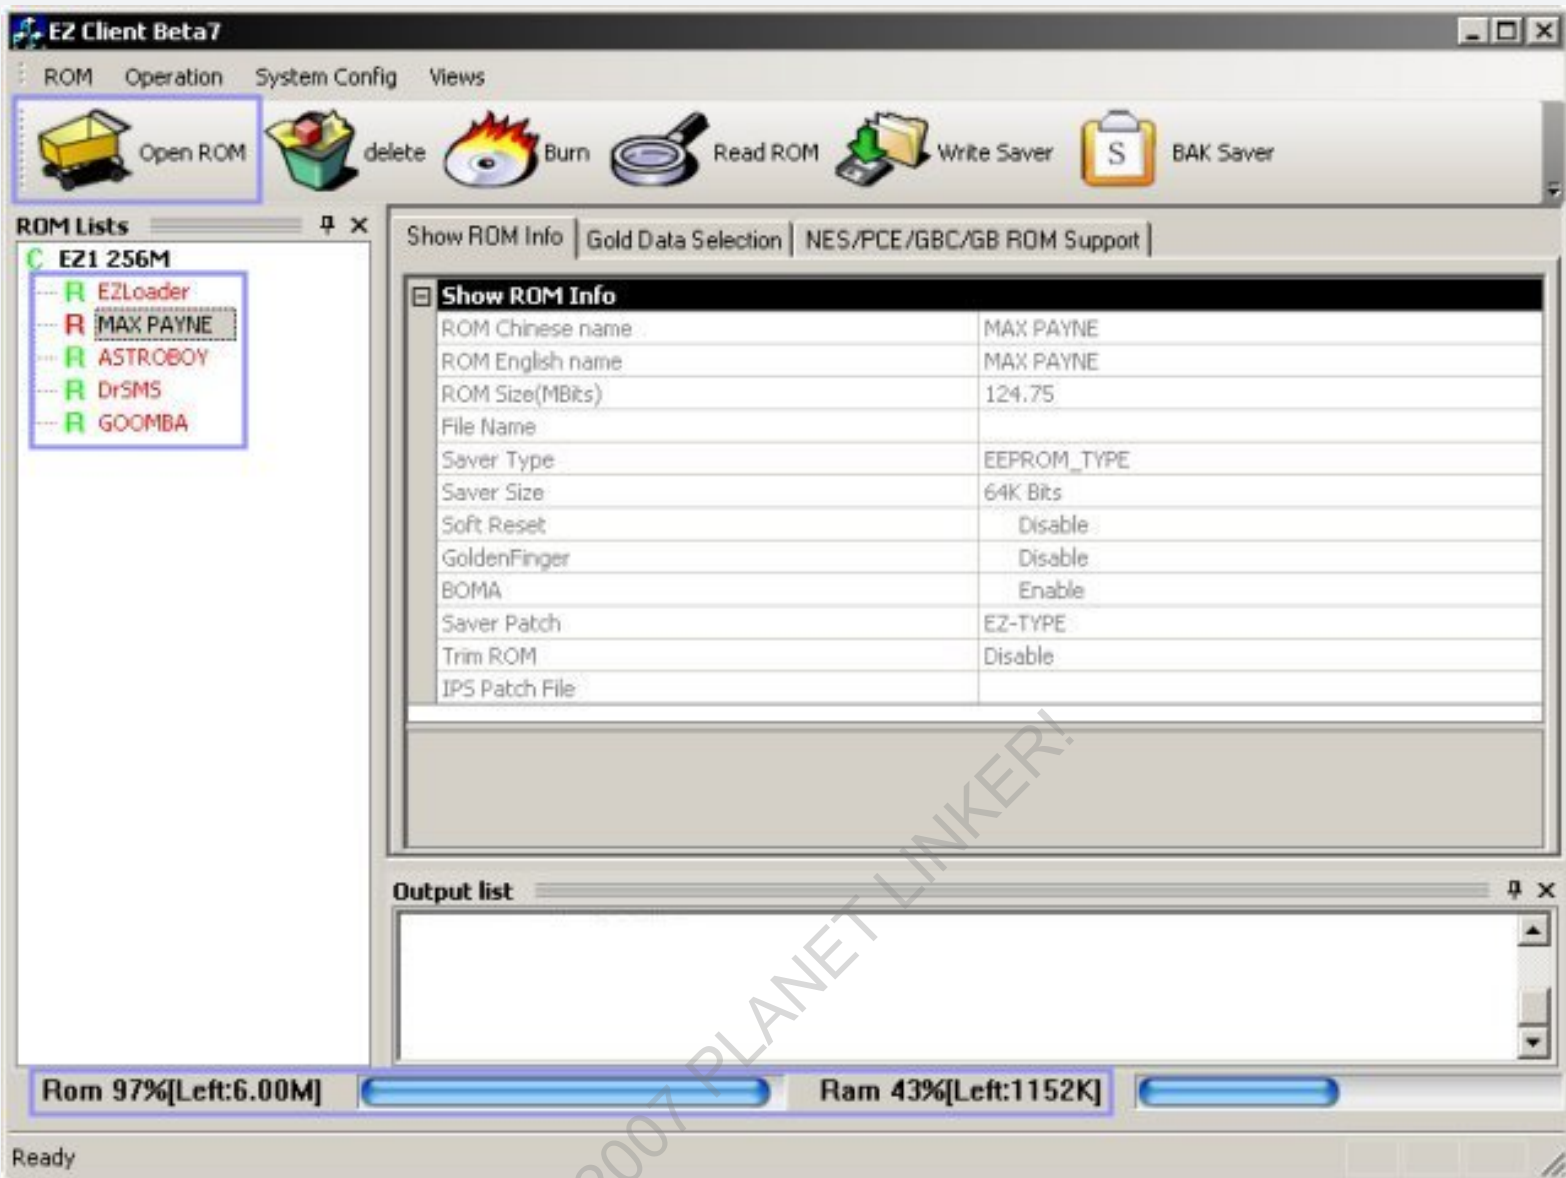 EZ Client Beta7
ROM Operation System Config Views
Open ROM delete Burn Read ROM Write Saver S BAK Saver
ROM Lists
C EZ1 256M
R EZLoader
R MAX PAYNE
R ASTROBOY
R DrSMS
R GOOMBA
Show ROM Info Gold Data Selection NES/PCE/GBC/GB ROM Support
Show ROM Info
ROM Chinese name MAX PAYNE
ROM English name MAX PAYNE
ROM Size(MBits) 124.75
File Name
Saver Type EEPROM_TYPE
Saver Size 64K Bits
Soft Reset Disable
GoldenFinger Disable
BOMA Enable
Saver Patch EZ-TYPE
Trim ROM Disable
IPS Patch File
Output list
Rom 97%[Left:6.00M] Ram 43%[Left:1152K]
Ready
2007 PLANET LINKER!